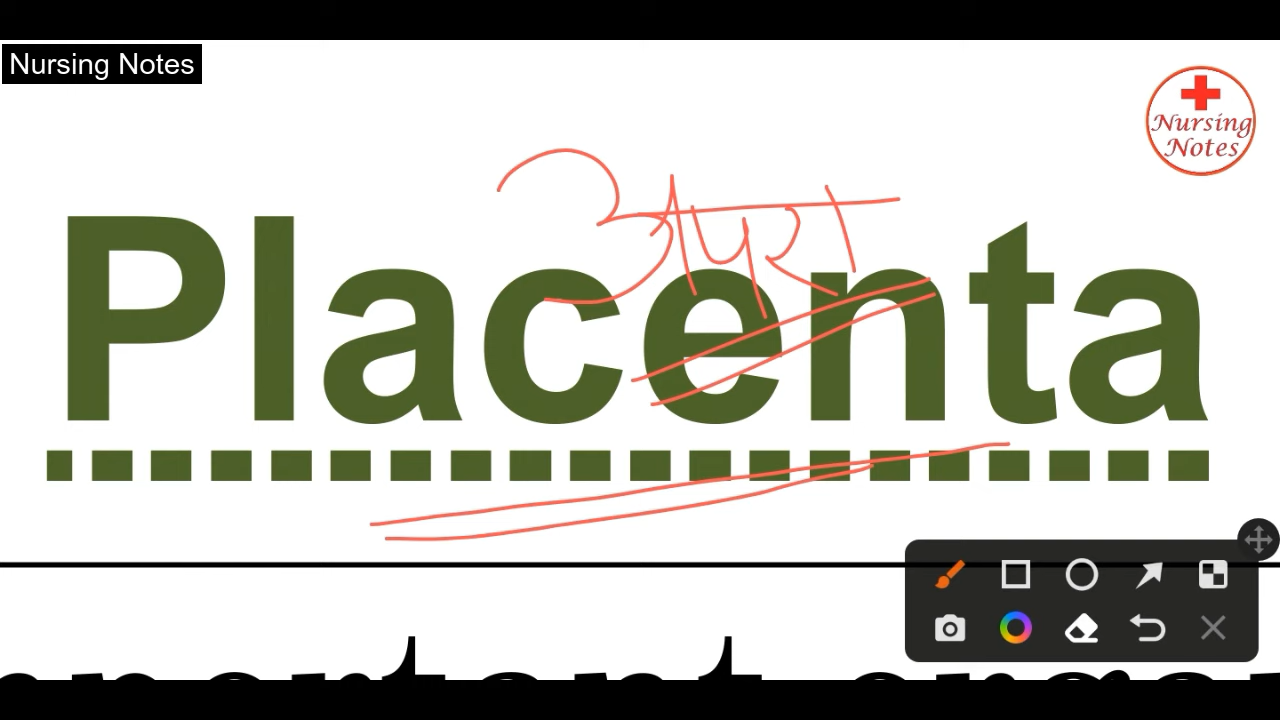 Nursing Notes
Nursing
Notes
अपरा
Placenta